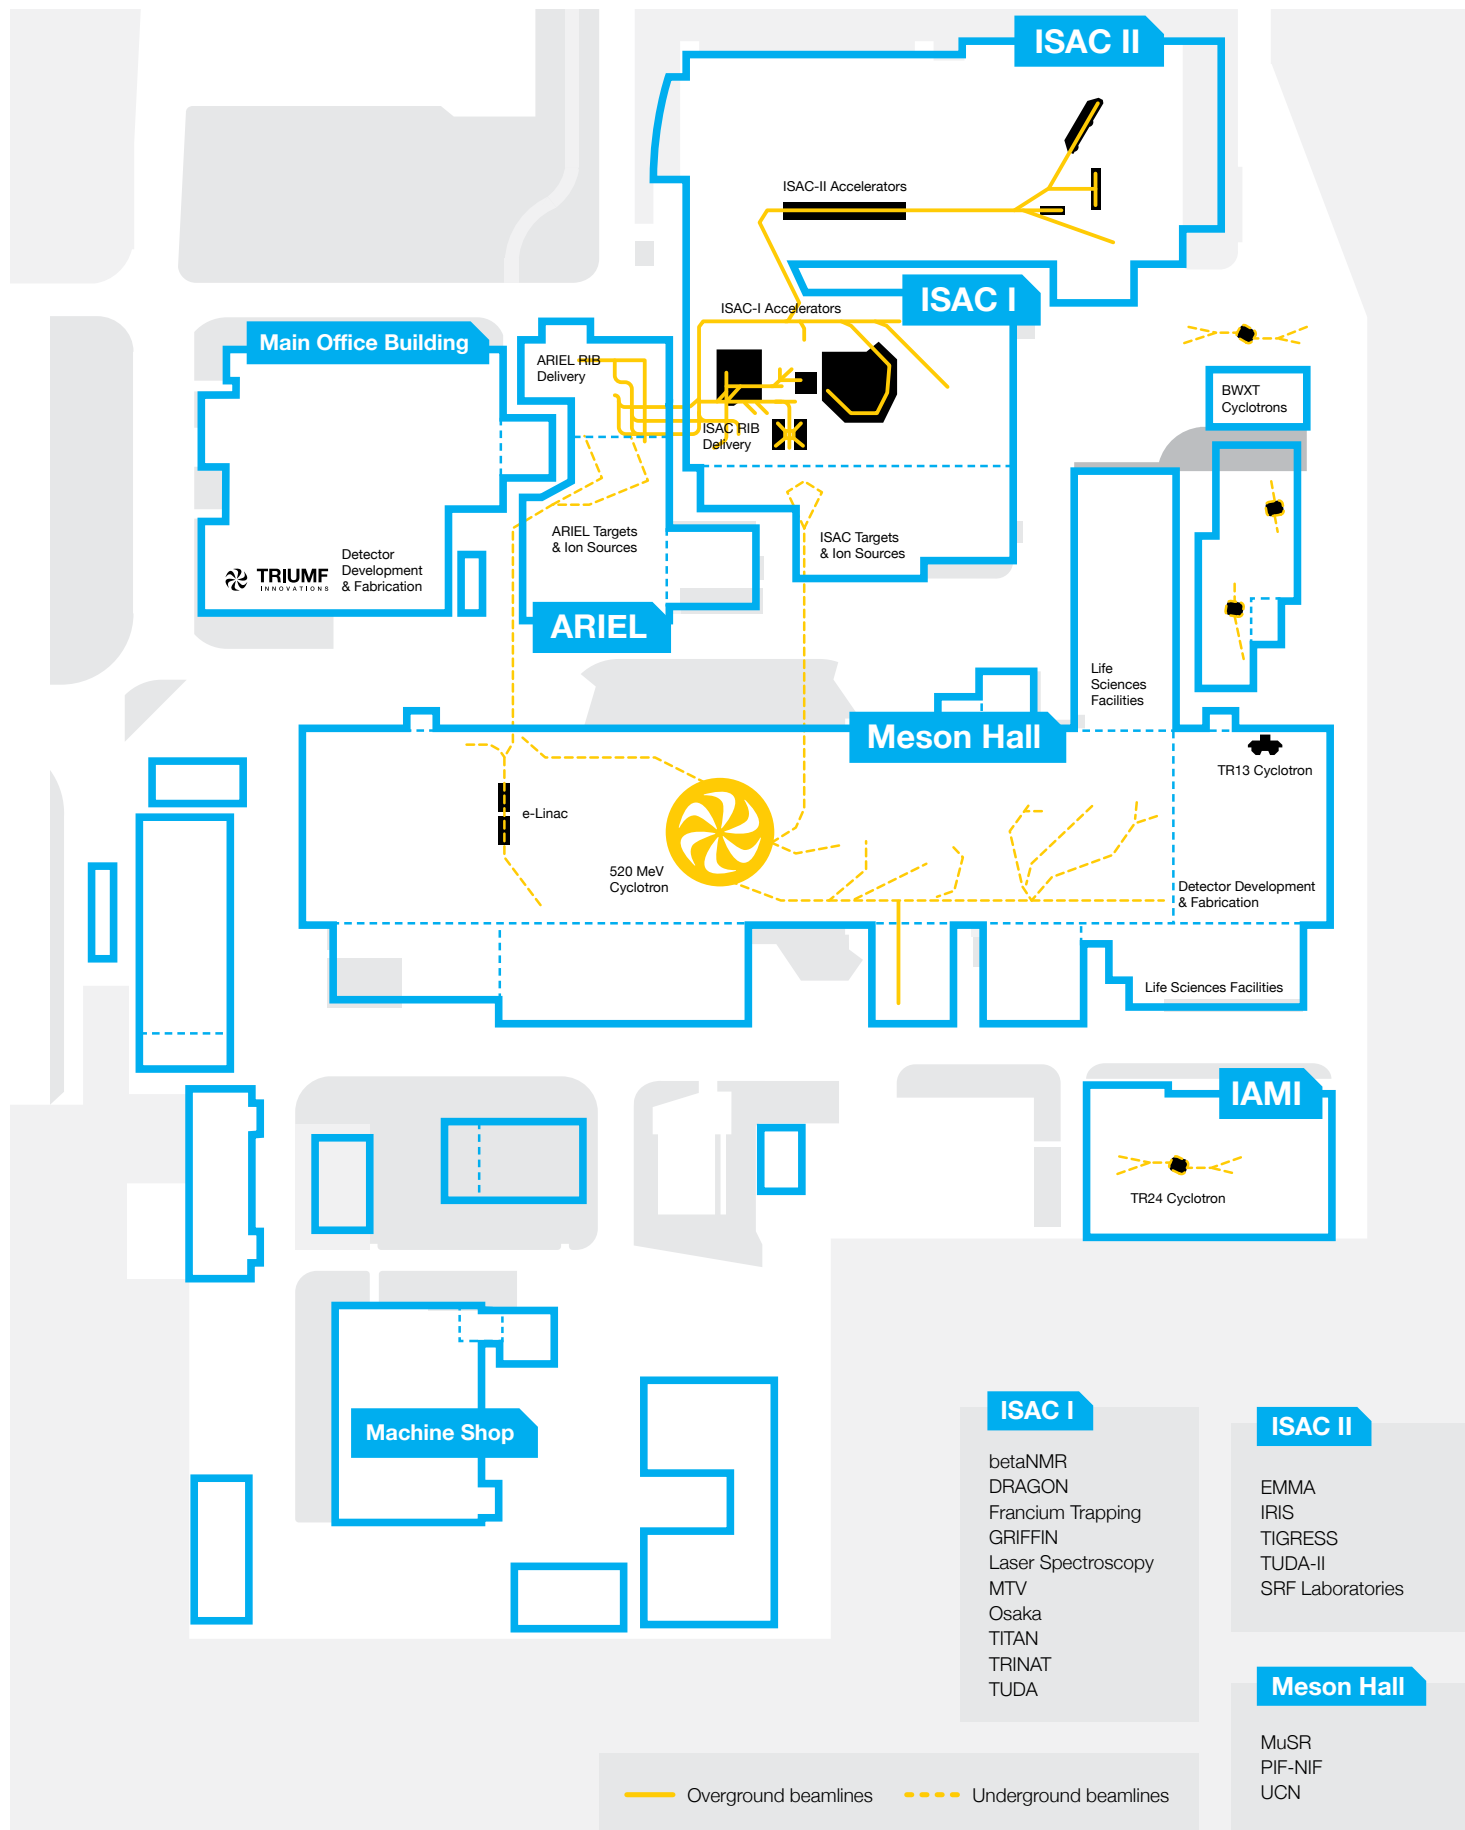 ISAC II
ISAC-II Accelerators
ISAC I
ISAC-I Accelerators
Main Office Building
ARIEL RIB
Delivery
BWXT
Cyclotrons
ISAC RIB
Delivery
ARIEL Targets
& Ion Sources
ISAC Targets
& Ion Sources
TRIUMF
INNOVATIONS
Detector
Development
& Fabrication
ARIEL
Life
Sciences
Facilities
Meson Hall
TR13 Cyclotron
e-Linac
520 MeV
Cyclotron
Detector Development
& Fabrication
Life Sciences Facilities
IAMI
TR24 Cyclotron
Machine Shop
ISAC I
betaNMR
DRAGON
Francium Trapping
GRIFFIN
Laser Spectroscopy
MTV
Osaka
TITAN
TRINAT
TUDA
ISAC II
EMMA
IRIS
TIGRESS
TUDA-II
SRF Laboratories
Meson Hall
MuSR
PIF-NIF
UCN
Overground beamlines
Underground beamlines